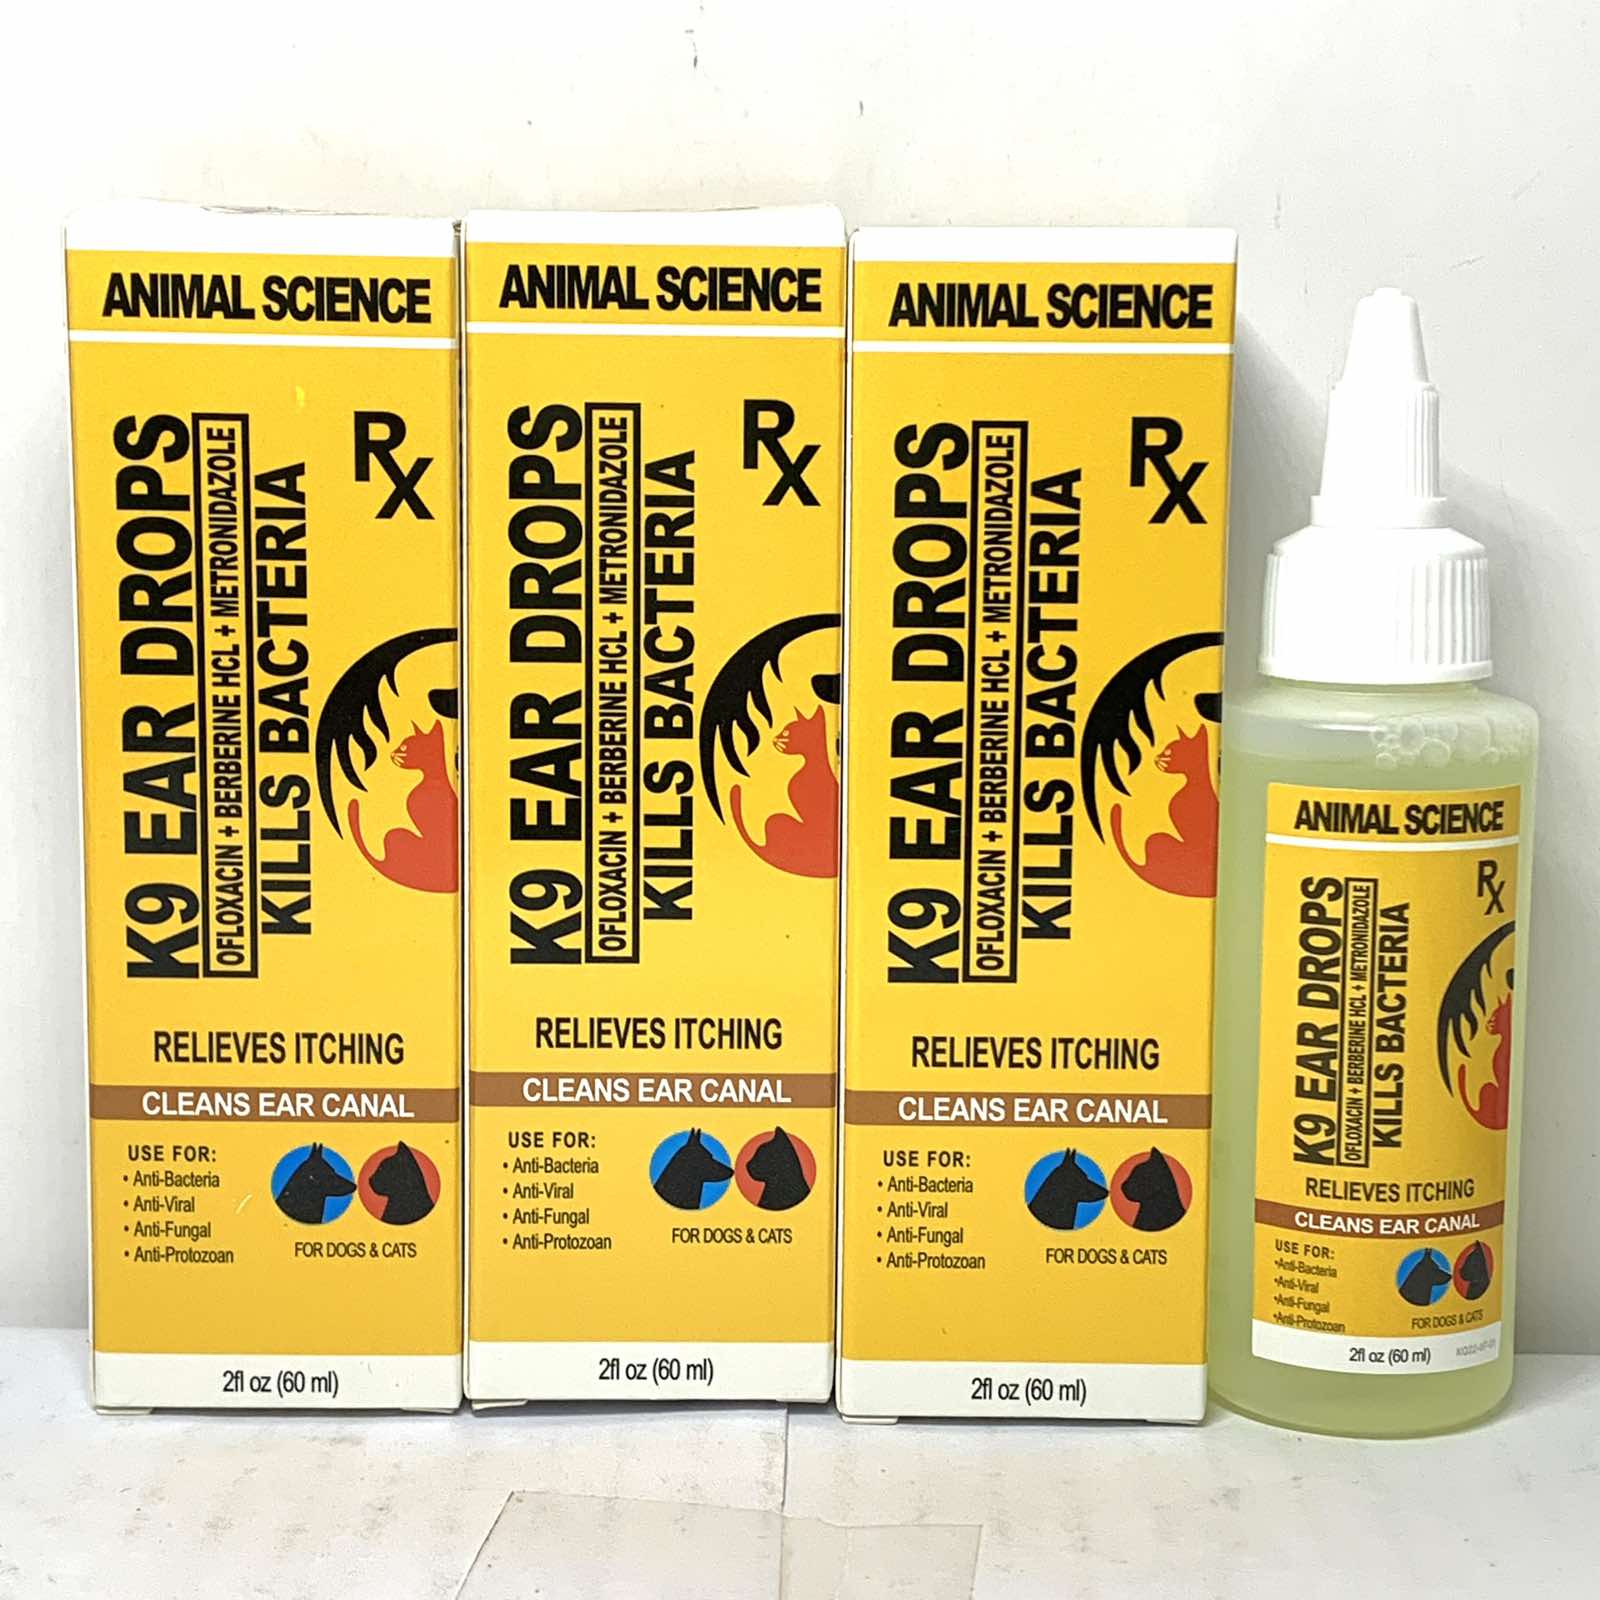 ANIMAL SCIENCE
Rx
K9 EAR DROPS
OFLOXACIN + BERBERINE HCL + METRONIDAZOLE
KILLS BACTERIA
RELIEVES ITCHING
CLEANS EAR CANAL
USE FOR:
• Anti-Bacteria
• Anti-Viral
• Anti-Fungal
• Anti-Protozoan
FOR DOGS & CATS
2fl oz (60 ml)
ANIMAL SCIENCE
Rx
K9 EAR DROPS
OFLOXACIN + BERBERINE HCL + METRONIDAZOLE
KILLS BACTERIA
RELIEVES ITCHING
CLEANS EAR CANAL
USE FOR:
• Anti-Bacteria
• Anti-Viral
• Anti-Fungal
• Anti-Protozoan
FOR DOGS & CATS
2fl oz (60 ml)
ANIMAL SCIENCE
Rx
K9 EAR DROPS
OFLOXACIN + BERBERINE HCL + METRONIDAZOLE
KILLS BACTERIA
RELIEVES ITCHING
CLEANS EAR CANAL
USE FOR:
• Anti-Bacteria
• Anti-Viral
• Anti-Fungal
• Anti-Protozoan
FOR DOGS & CATS
2fl oz (60 ml)
ANIMAL SCIENCE
Rx
K9 EAR DROPS
OFLOXACIN + BERBERINE HCL + METRONIDAZOLE
KILLS BACTERIA
RELIEVES ITCHING
CLEANS EAR CANAL
USE FOR:
•Anti-Bacteria
•Anti-Viral
•Anti-Fungal
•Anti-Protozoan
FOR DOGS & CATS
2fl oz (60 ml)